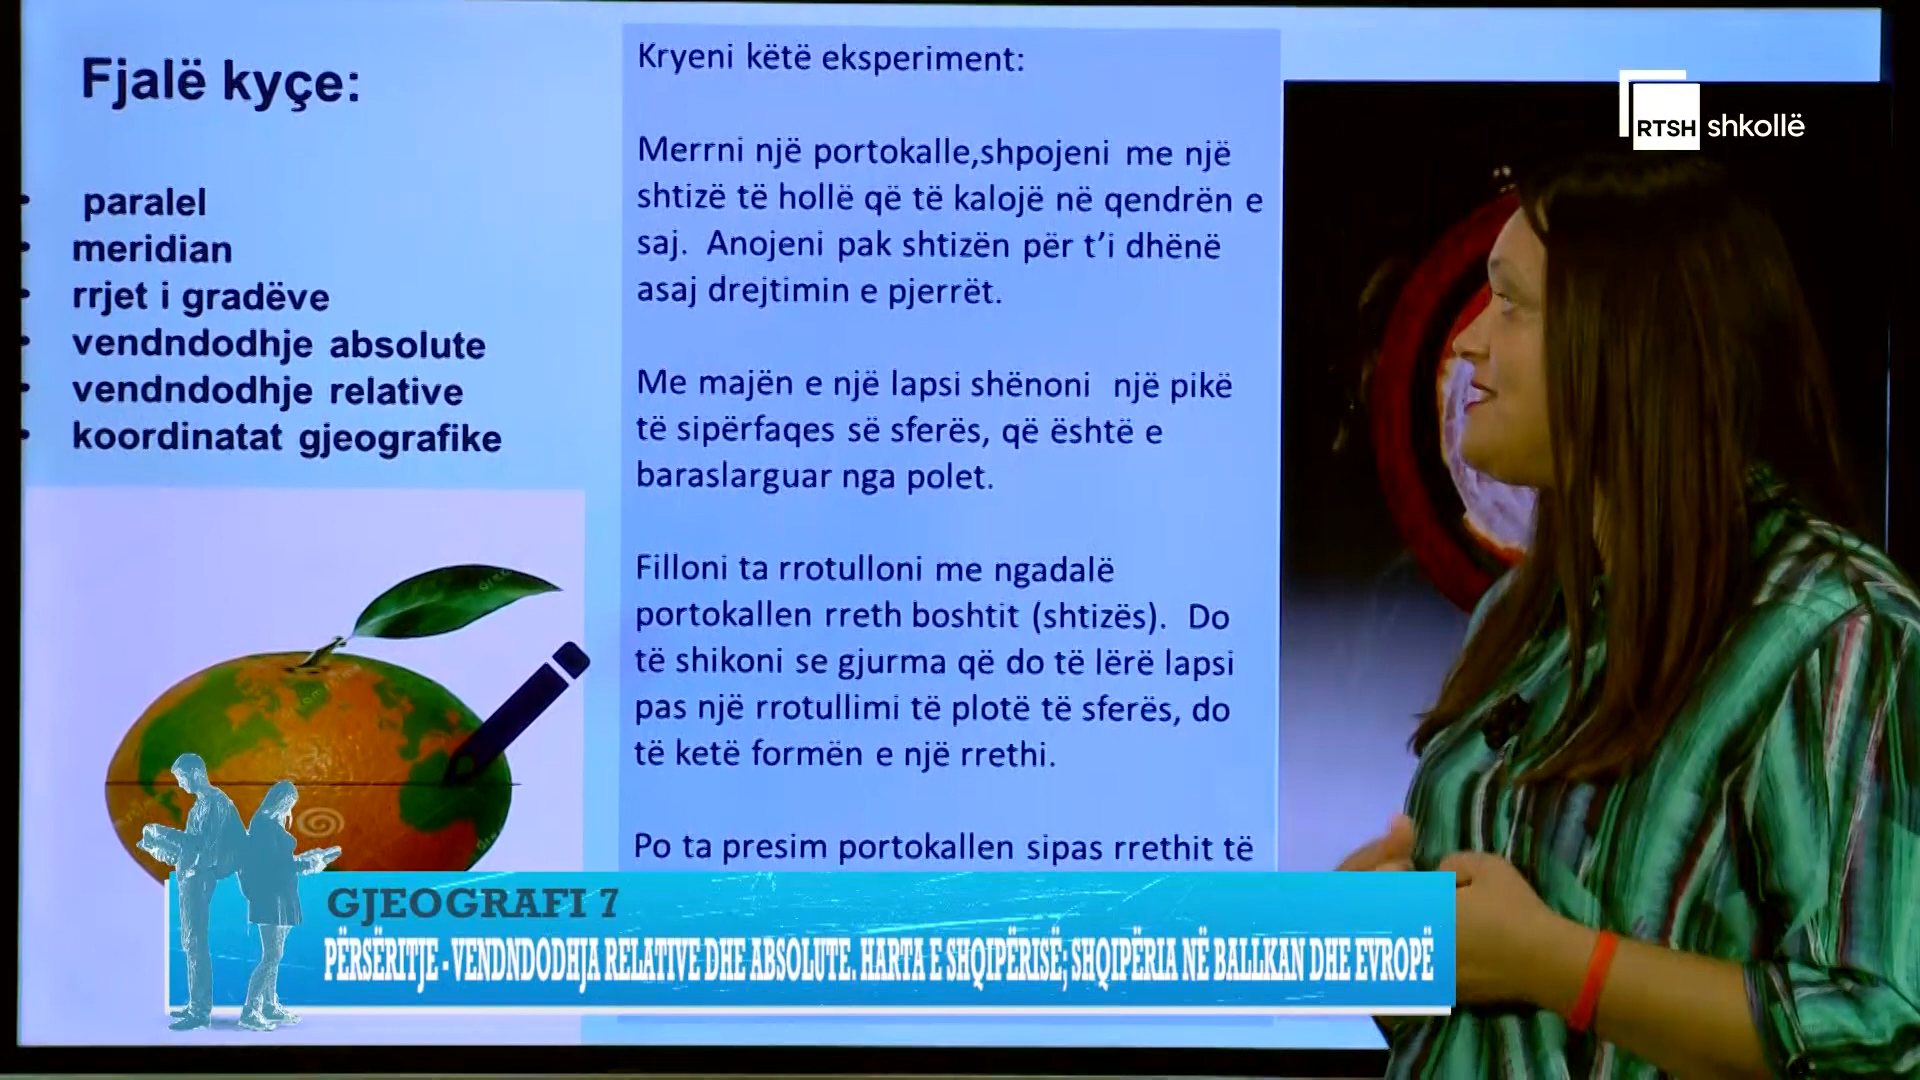 Fjalë kyçe:
paralel
meridian
rrjet i gradëve
vendndodhje absolute
vendndodhje relative
koordinatat gjeografike
Kryeni këtë eksperiment:
Merrni një portokalle,shpojeni me një
shtizë të hollë që të kalojë në qendrën e
saj. Anojeni pak shtizën për t'i dhënë
asaj drejtimin e pjerrët.
Me majën e një lapsi shënoni një pikë
të sipërfaqes së sferës, që është e
baraslarguar nga polet.
Filloni ta rrotulloni me ngadalë
portokallen rreth boshtit (shtizës). Do
të shikoni se gjurma që do të lërë lapsi
pas një rrotullimi të plotë të sferës, do
të ketë formën e një rrethi.
Po ta presim portokallen sipas rrethit të
RTSH shkollë
GJEOGRAFI 7
PËRSËRITJE - VENDNDODHJA RELATIVE DHE ABSOLUTE. HARTA E SHQIPËRISË; SHQIPËRIA NË BALLKAN DHE EVROPË